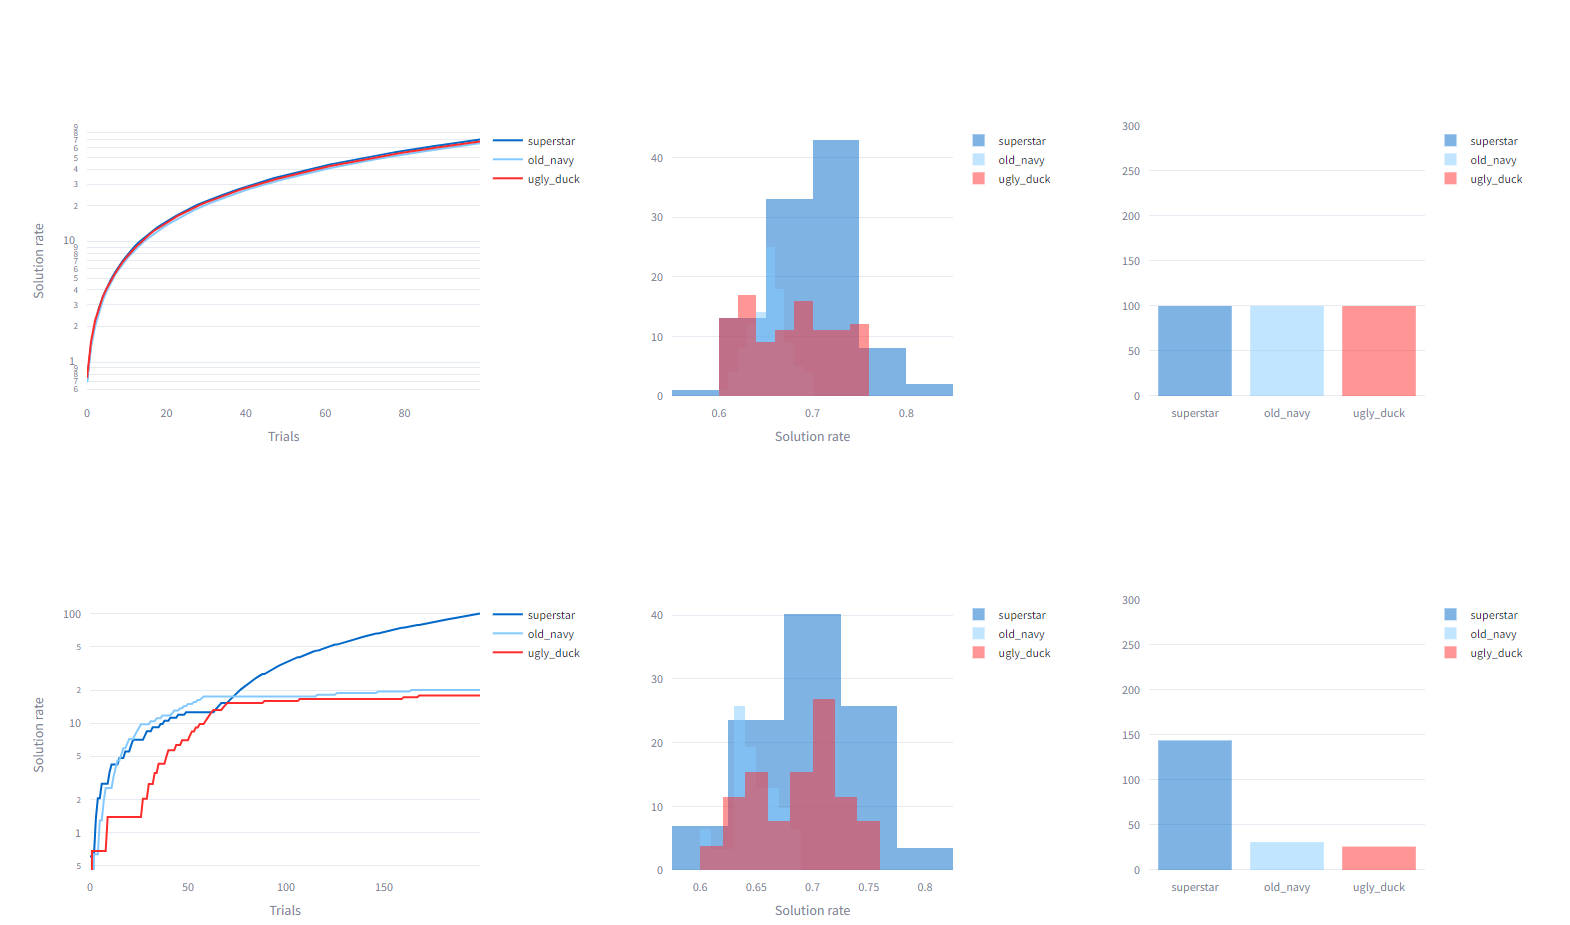 Solution rate
9
8
7
6
5
4
3
2
10
9
8
7
6
5
4
3
2
1
9
8
7
6
0 20 40 60 80
Trials
superstar
old_navy
ugly_duck
40
30
20
10
0
0.6 0.7 0.8
Solution rate
superstar
old_navy
ugly_duck
300
250
200
150
100
50
0
superstar old_navy ugly_duck
superstar
old_navy
ugly_duck
Solution rate
100
5
2
10
5
2
1
5
0 50 100 150
Trials
superstar
old_navy
ugly_duck
40
30
20
10
0
0.6 0.65 0.7 0.75 0.8
Solution rate
superstar
old_navy
ugly_duck
300
250
200
150
100
50
0
superstar old_navy ugly_duck
superstar
old_navy
ugly_duck